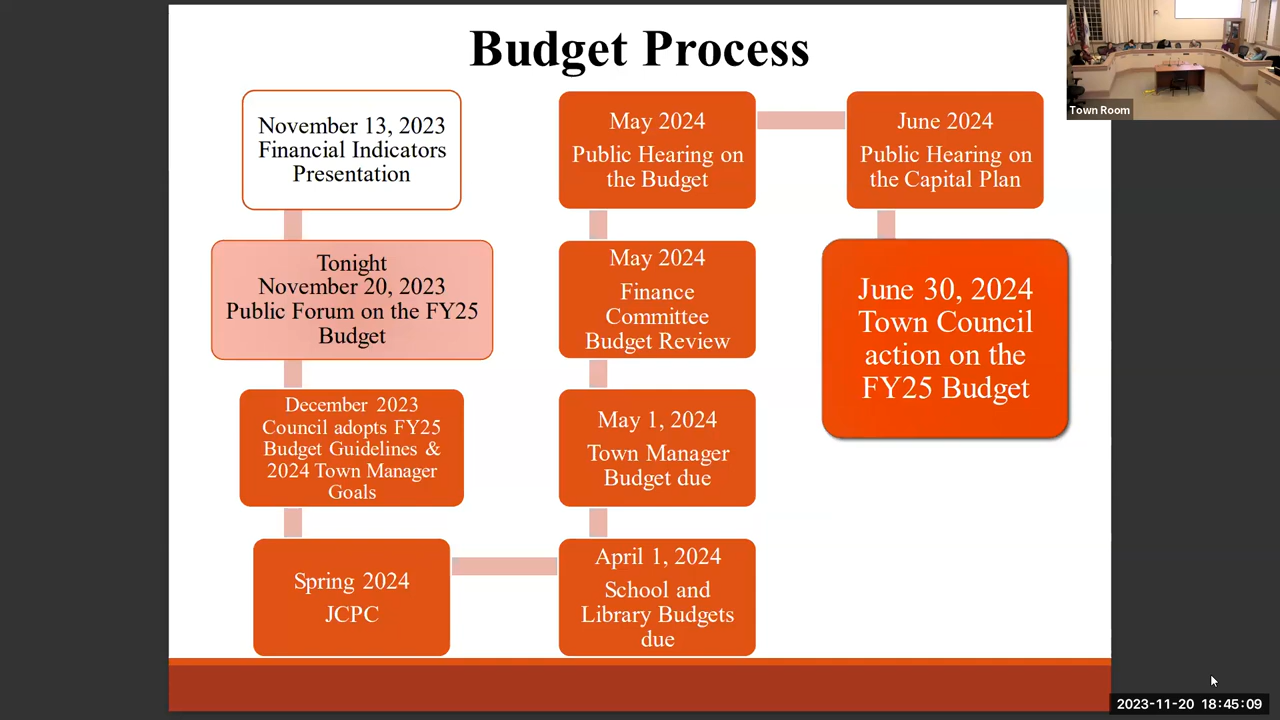 Budget Process
November 13, 2023
Financial Indicators
Presentation
Tonight
November 20, 2023
Public Forum on the FY25
Budget
December 2023
Council adopts FY25
Budget Guidelines &
2024 Town Manager
Goals
Spring 2024
JCPC
April 1, 2024
School and
Library Budgets
due
May 1, 2024
Town Manager
Budget due
May 2024
Finance
Committee
Budget Review
May 2024
Public Hearing on
the Budget
June 2024
Public Hearing on
the Capital Plan
June 30, 2024
Town Council
action on the
FY25 Budget
Town Room
2023-11-20 18:45:09